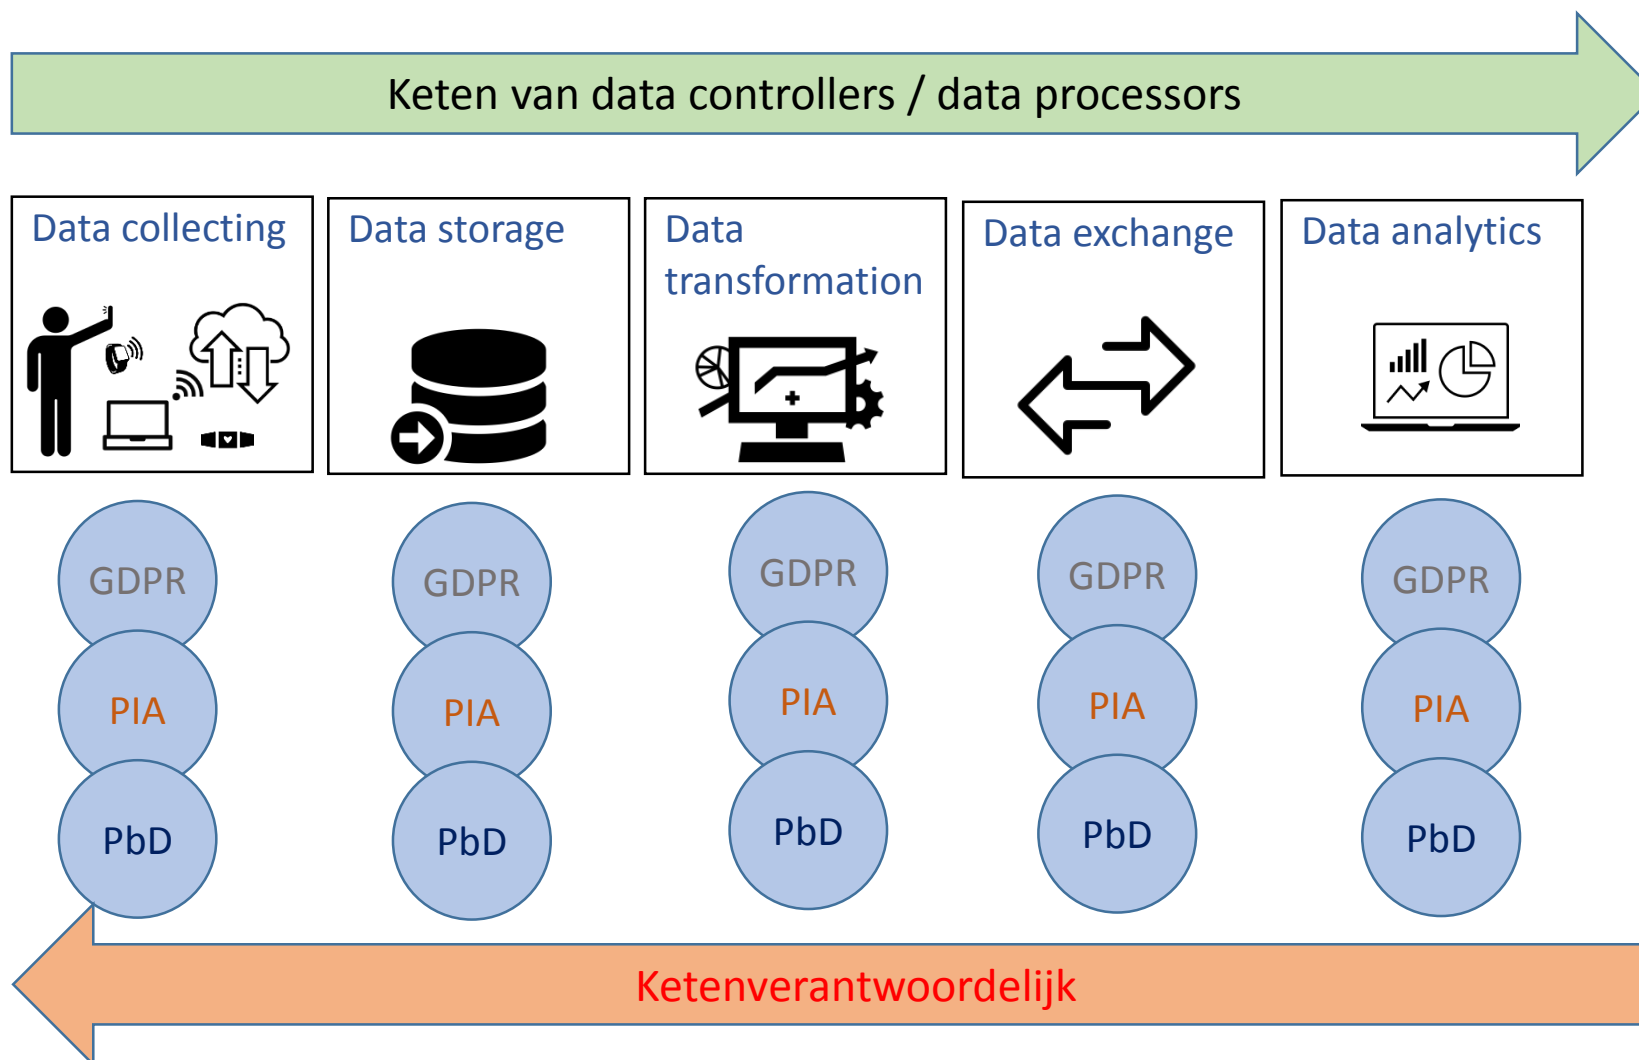 Keten van data controllers / data processors
Data collecting
Data storage
Data
transformation
Data exchange
Data analytics
GDPR
GDPR
GDPR
GDPR
GDPR
PIA
PIA
PIA
PIA
PIA
PbD
PbD
PbD
PbD
PbD
Ketenverantwoordelijk